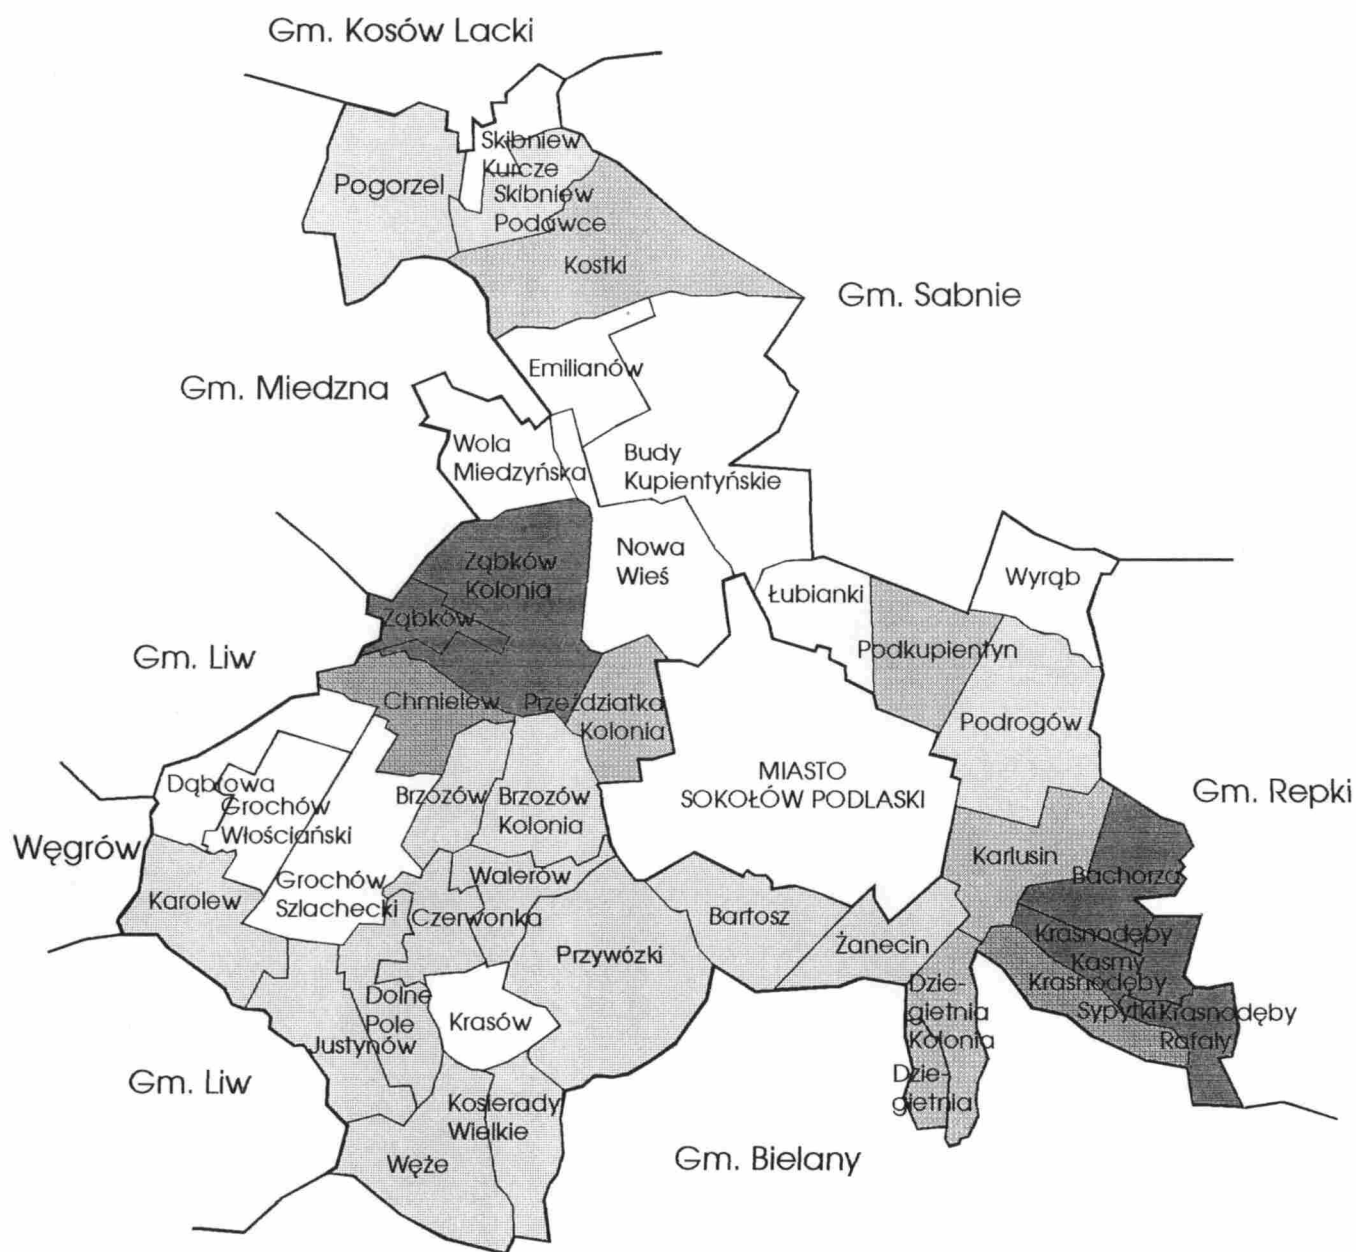 Gm. Kosów Lacki
Skibniew
Kurcze
Pogorzel
Skibniew
Podawce
Kostki
Gm. Sabnie
Emilianów
Gm. Miedzna
Wola
Miedzyńska
Budy
Kupientyńskie
Ząbków
Kolonia
Nowa
Wieś
Łubianki
Wyrąb
Ząbków
Gm. Liw
Podkupientyn
Chmielew
Przeździatka
Kolonia
Podrogów
MIASTO
SOKOŁÓW PODLASKI
Dąbrowa
Grochów
Włościański
Brzozów
Brzozów
Kolonia
Gm. Repki
Węgrów
Karolew
Grochów
Szlachecki
Walerów
Karlusin
Bachorza
Czerwonka
Bartosz
Żanecin
Przywózki
Krasnodęby
Kasmy
Krasnodęby
Sypytki
Krasnodęby
Rafały
Dolne
Pole
Krasów
Dzie-
gietnia
Kolonia
Justynów
Dzie-
gietnia
Gm. Liw
Kosierady
Wielkie
Węże
Gm. Bielany